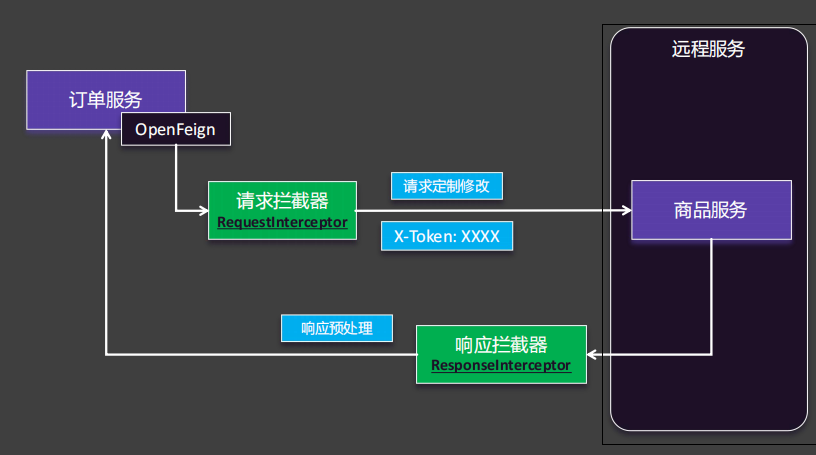 远程服务
订单服务
OpenFeign
请求拦截器
RequestInterceptor
请求定制修改
X-Token: XXXX
商品服务
响应预处理
响应拦截器
ResponseInterceptor